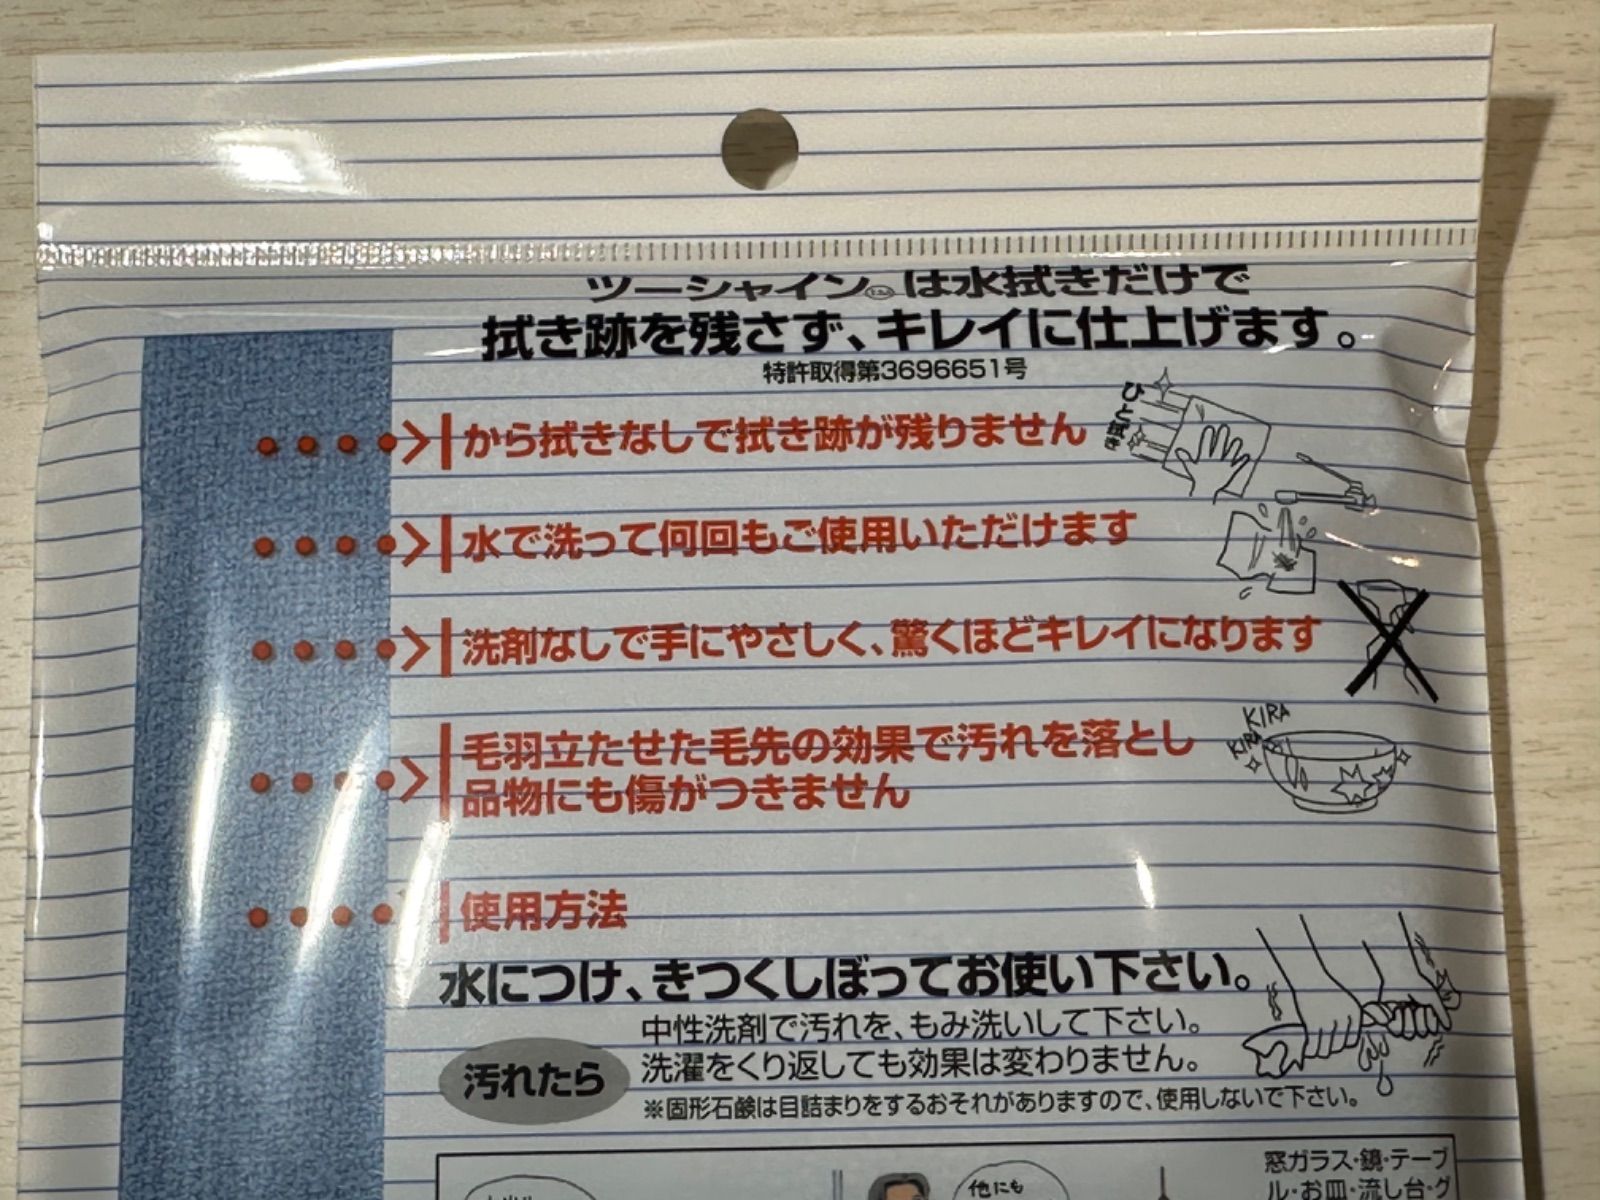 ツーシャイン は水拭きだけで
拭き跡を残さず、キレイに仕上げます。
特許取得第3696651号
から拭きなしで拭き跡が残りません
ひと拭き
水で洗って何回もご使用いただけます
洗剤なしで手にやさしく、驚くほどキレイになります
毛羽立たせた毛先の効果で汚れを落とし
品物にも傷がつきません
KIRA
KIRA
使用方法
水につけ、きつくしぼってお使い下さい。
汚れたら
中性洗剤で汚れを、もみ洗いして下さい。
洗濯をくり返しても効果は変わりません。
※固形石鹸は目詰まりをするおそれがありますので、使用しないで下さい。
他にも
窓ガラス・鏡・テーブ
ル・お皿・流し台・グ